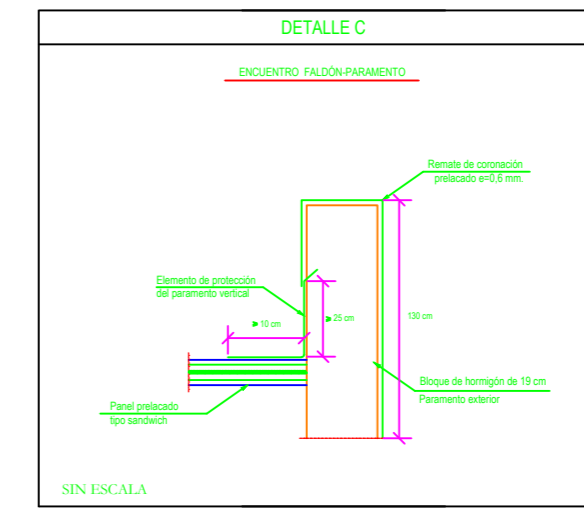 DETALLE C
ENCUENTRO FALDÓN-PARAMENTO
Remate de coronación
prelacado e=0,6 mm.
Elemento de protección
del paramento vertical
≥ 10 cm
≥ 25 cm
130 cm
Bloque de hormigón de 19 cm
Paramento exterior
Panel prelacado
tipo sandwich
SIN ESCALA